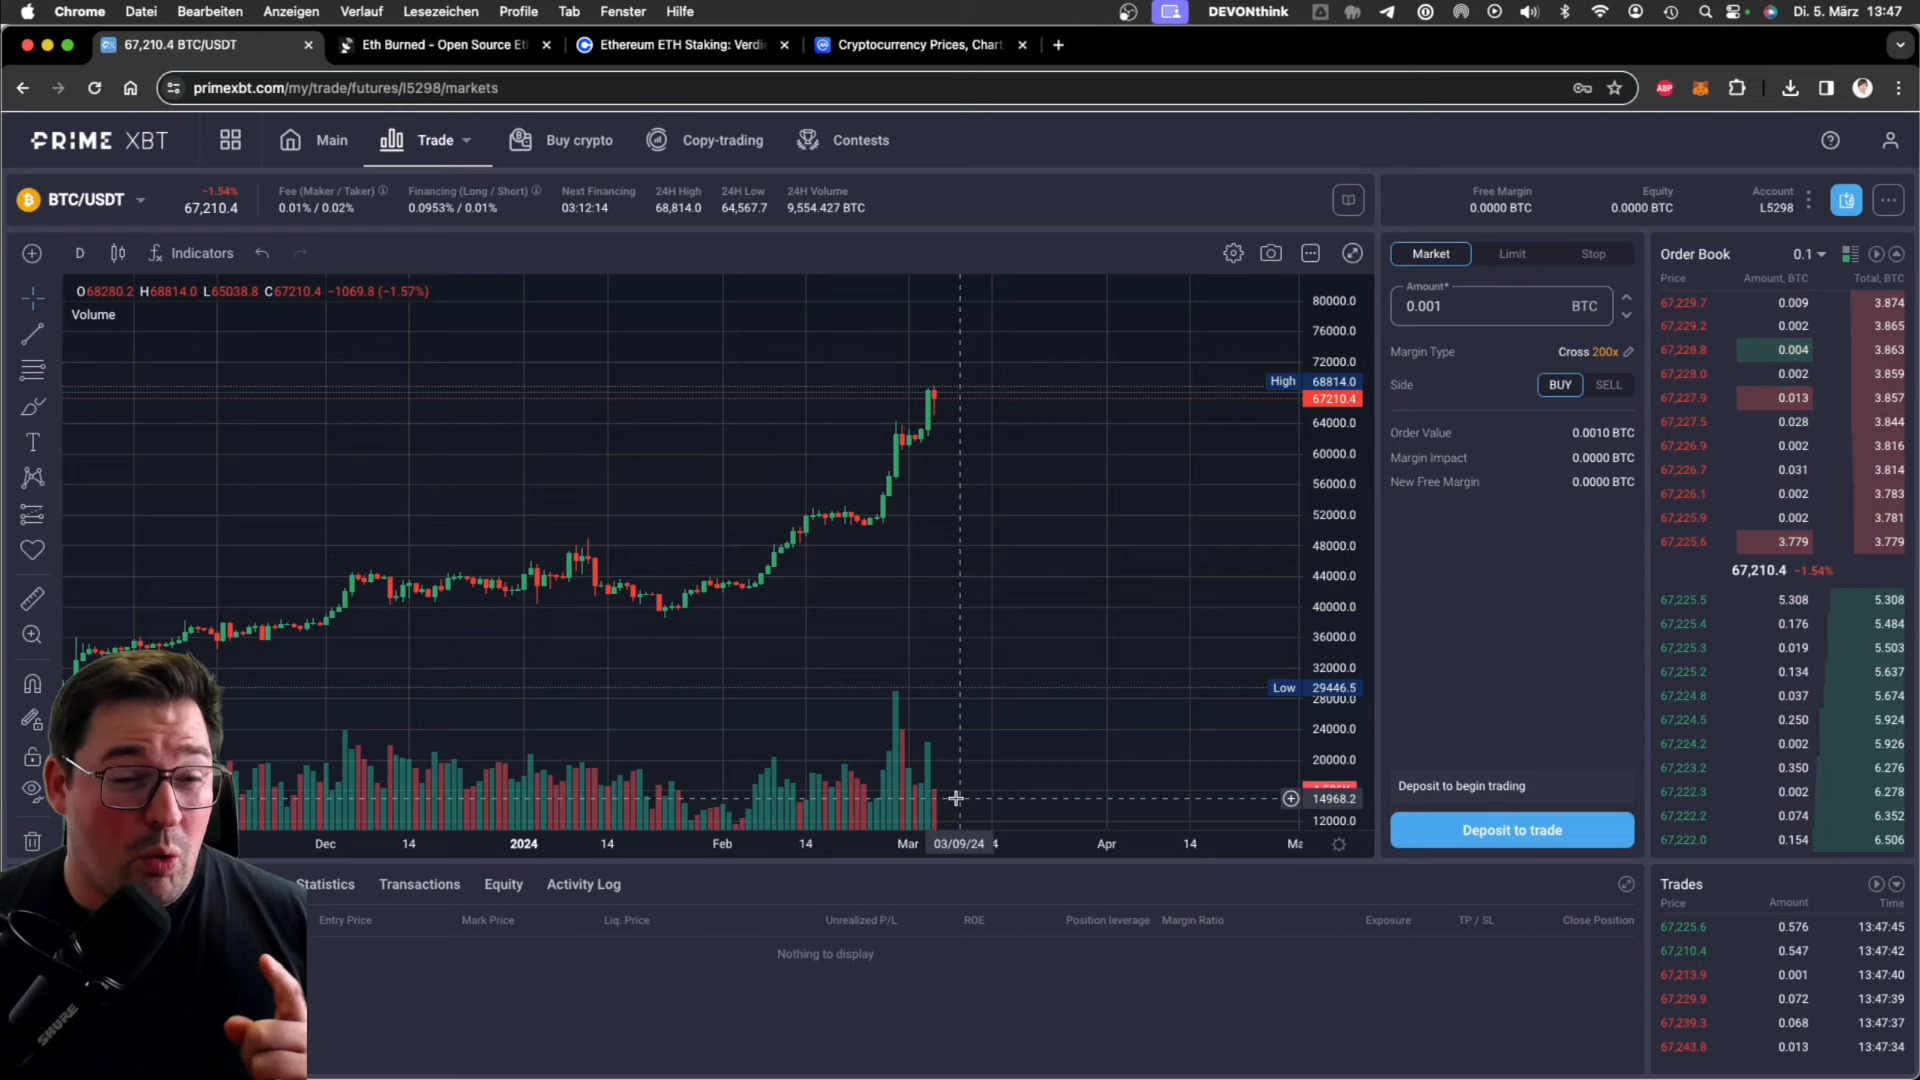 Chrome Datei Bearbeiten Anzeigen Verlauf Lesezeichen Profile Tab Fenster Hilfe DEVONthink Di. 5. März 13:47
67,210.4 BTC/USDT Eth Burned - Open Source Et Ethereum ETH Staking: Verdi Cryptocurrency Prices, Chart
primexbt.com/my/trade/futures/l5298/markets ABP
PRIME XBT Main Trade Buy crypto Copy-trading Contests
BTC/USDT
−1.54%
67,210.4
Fee (Maker / Taker)
0.01% / 0.02%
Financing (Long / Short)
0.0953% / 0.01%
Next Financing
03:12:14
24H High
68,814.0
24H Low
64,567.7
24H Volume
9,554.427 BTC
Free Margin
0.0000 BTC
Equity
0.0000 BTC
Account
L5298
D Indicators
O68280.2 H68814.0 L65038.8 C67210.4 −1069.8 (−1.57%)
Volume
80000.0
76000.0
72000.0
High 68814.0
67210.4
64000.0
60000.0
56000.0
52000.0
48000.0
44000.0
40000.0
36000.0
32000.0
Low 29446.5
28000.0
24000.0
20000.0
14968.2
12000.0
Dec 14 2024 14 Feb 14 Mar 03/09/24 4 Apr 14 Ma
Market Limit Stop
Amount*
0.001 BTC
Margin Type Cross 200x
Side BUY SELL
Order Value 0.0010 BTC
Margin Impact 0.0000 BTC
New Free Margin 0.0000 BTC
Deposit to begin trading
Deposit to trade
Order Book 0.1
Price Amount, BTC Total, BTC
67,229.7 0.009 3.874
67,229.2 0.002 3.865
67,228.8 0.004 3.863
67,228.0 0.002 3.859
67,227.9 0.013 3.857
67,227.5 0.028 3.844
67,226.9 0.002 3.816
67,226.7 0.031 3.814
67,226.1 0.002 3.783
67,225.9 0.002 3.781
67,225.6 3.779 3.779
67,210.4 −1.54%
67,225.5 5.308 5.308
67,225.4 0.176 5.484
67,225.3 0.019 5.503
67,225.2 0.134 5.637
67,224.8 0.037 5.674
67,224.5 0.250 5.924
67,224.2 0.002 5.926
67,223.2 0.350 6.276
67,222.3 0.002 6.278
67,222.2 0.074 6.352
67,222.0 0.154 6.506
Statistics Transactions Equity Activity Log
Entry Price Mark Price Liq. Price Unrealized P/L ROE Position leverage Margin Ratio Exposure TP / SL Close Position
Nothing to display
Trades
Price Amount Time
67,225.6 0.576 13:47:45
67,210.4 0.547 13:47:42
67,213.9 0.001 13:47:40
67,229.9 0.072 13:47:39
67,239.3 0.068 13:47:37
67,243.8 0.013 13:47:34
SHURE